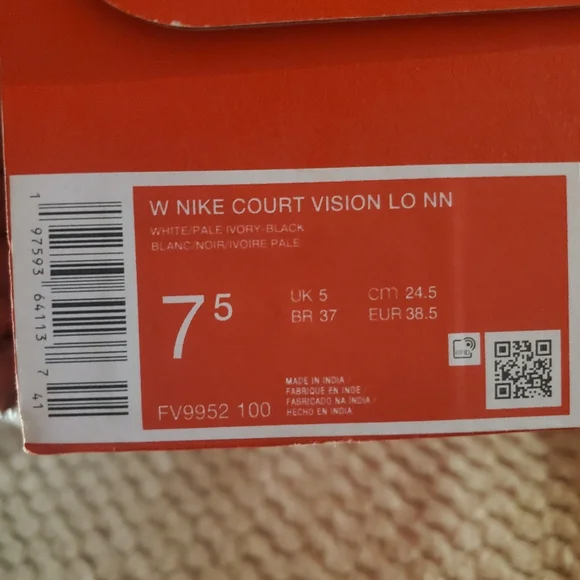 W NIKE COURT VISION LO NN
WHITE/PALE IVORY-BLACK
BLANC/NOIR/IVOIRE PALE
7 5
UK 5 cm 24.5
BR 37 EUR 38.5
RFID
MADE IN INDIA
FABRIQUE EN INDE
FABRICADO NA INDIA
HECHO EN INDIA
FV9952 100
1 97593 64113 7 41